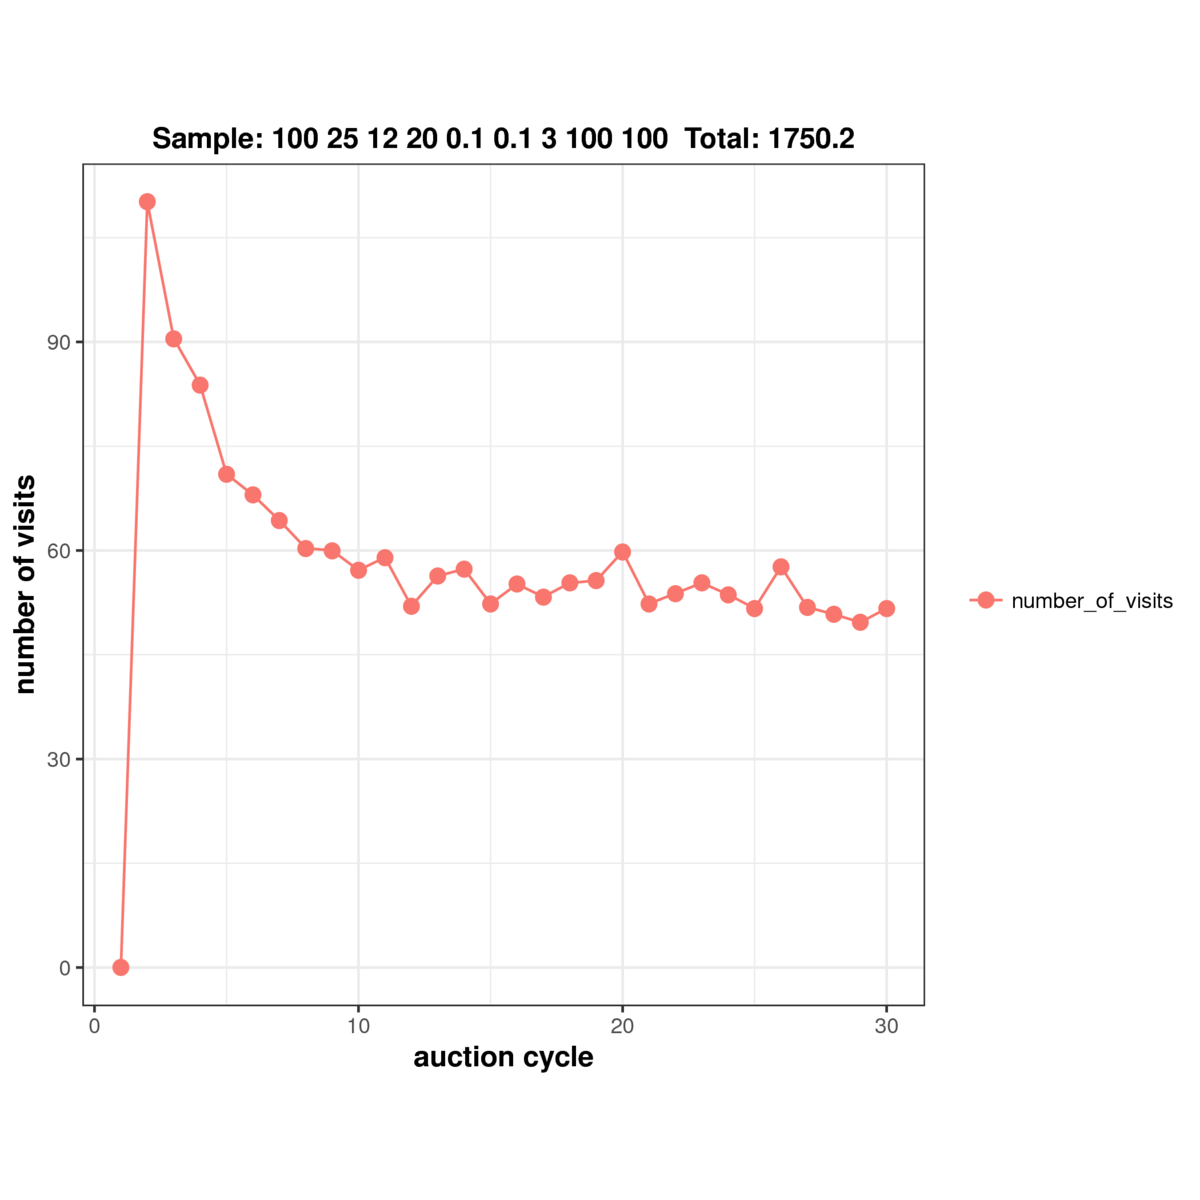 Sample: 100 25 12 20 0.1 0.1 3 100 100  Total: 1750.2
number of visits
90
60
30
0
0 10 20 30
auction cycle
number_of_visits